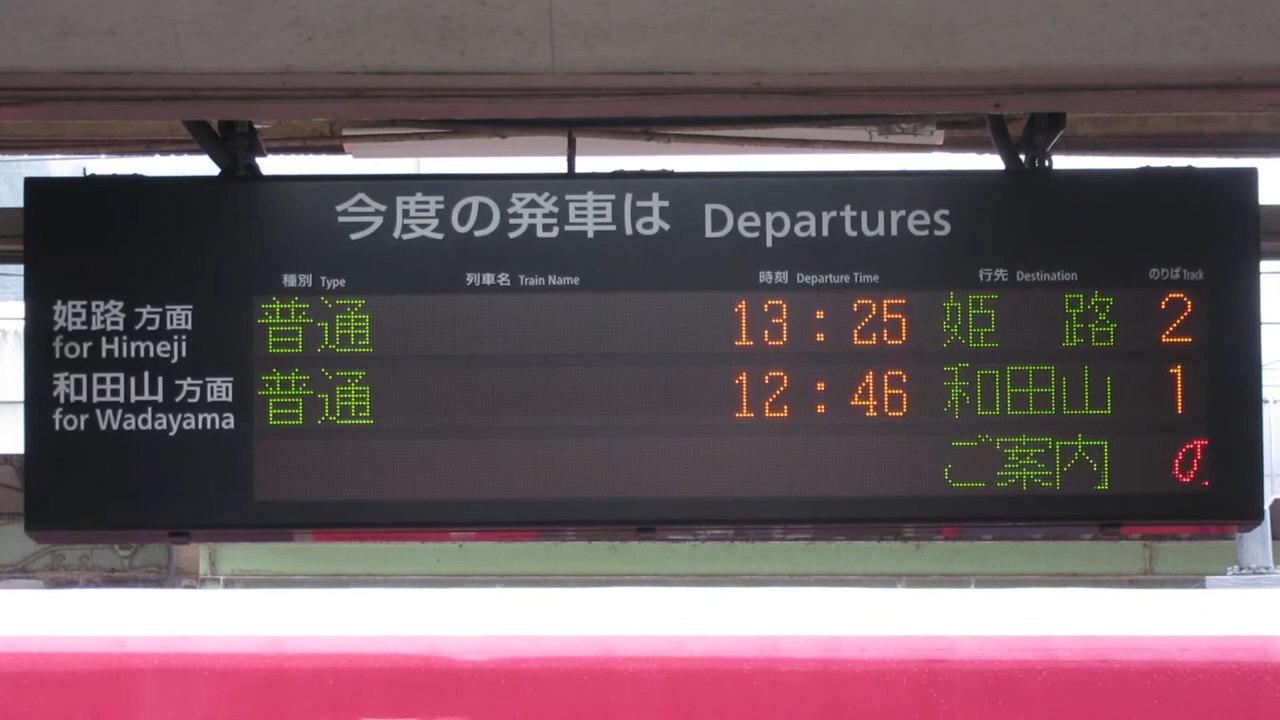 今度の発車は Departures
種別 Type 列車名 Train Name 時刻 Departure Time 行先 Destination のりば Track
姫路 方面 普通 13:25 姫路 2
for Himeji
和田山 方面 普通 12:46 和田山 1
for Wadayama
ご案内